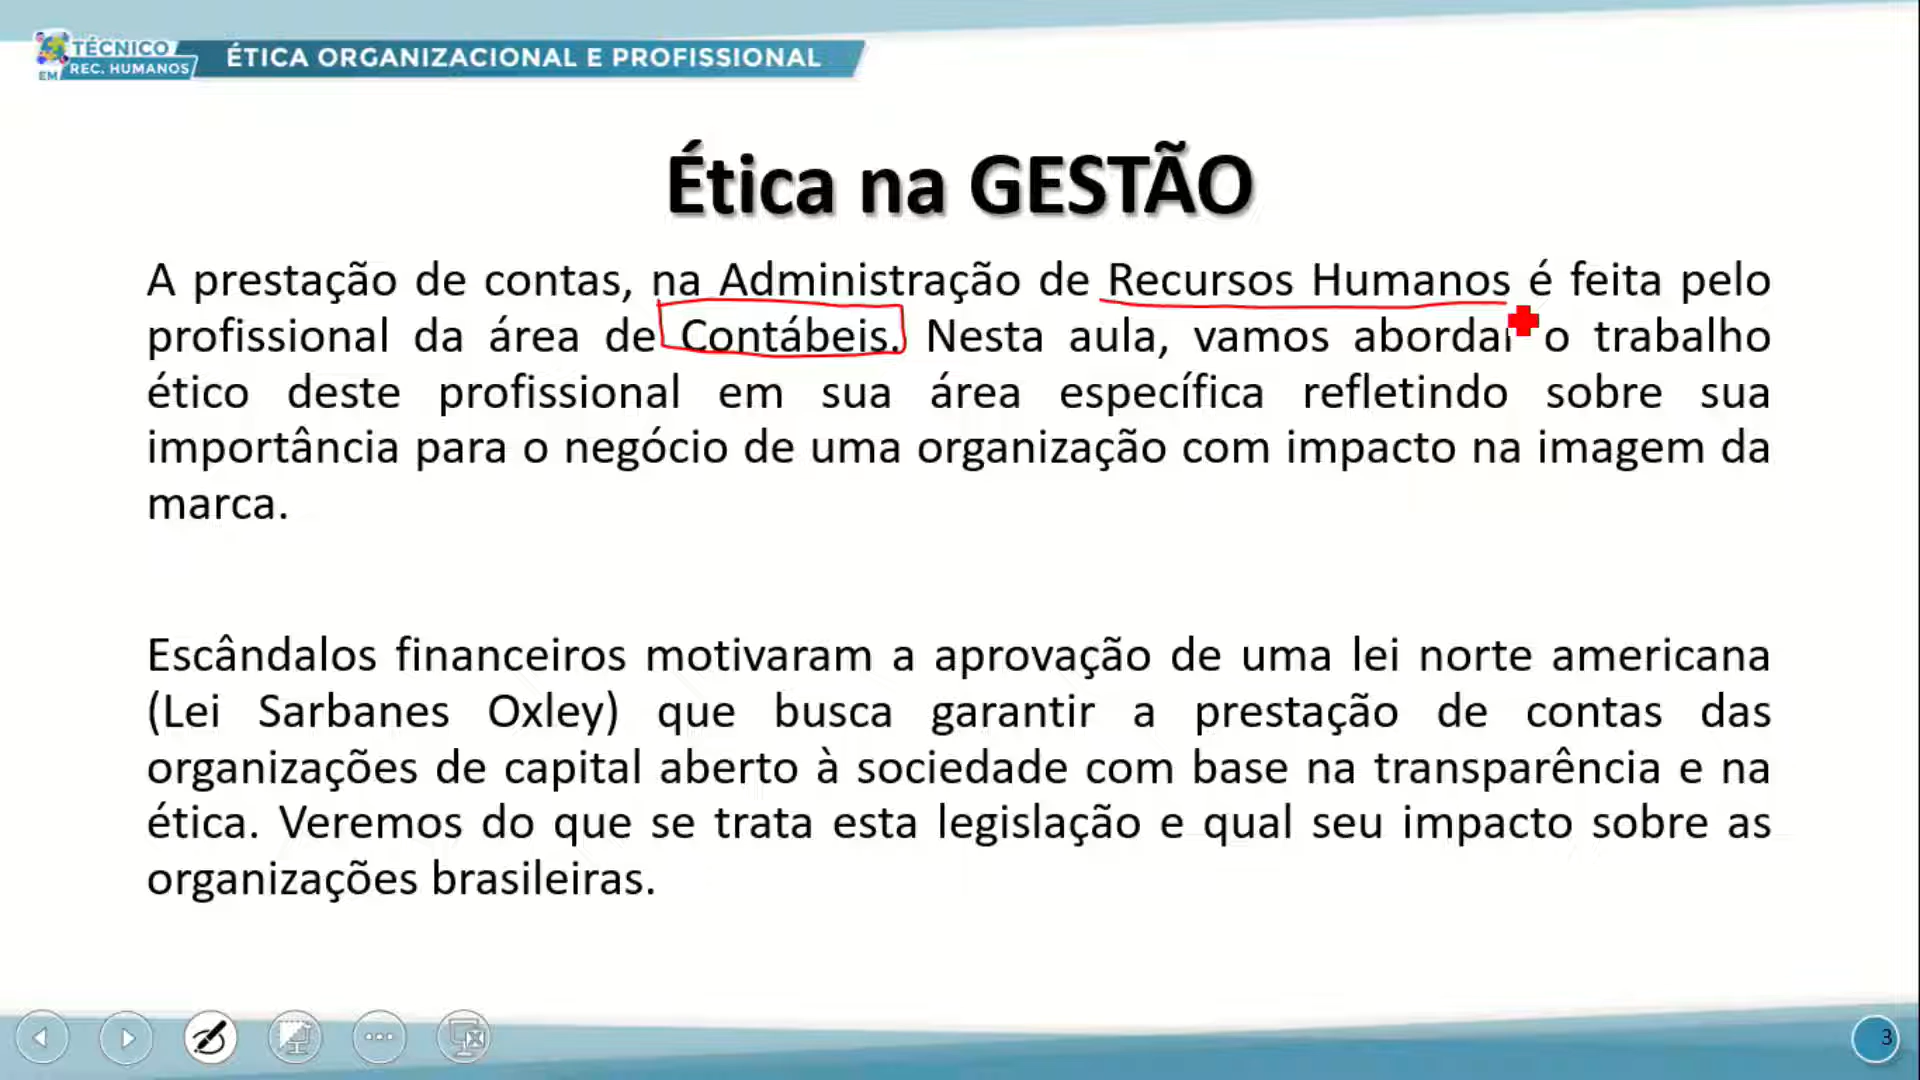 TÉCNICO
EM REC. HUMANOS
ÉTICA ORGANIZACIONAL E PROFISSIONAL
Ética na GESTÃO
A prestação de contas, na Administração de Recursos Humanos é feita pelo
profissional da área de Contábeis. Nesta aula, vamos abordar o trabalho
ético deste profissional em sua área específica refletindo sobre sua
importância para o negócio de uma organização com impacto na imagem da
marca.
Escândalos financeiros motivaram a aprovação de uma lei norte americana
(Lei Sarbanes Oxley) que busca garantir a prestação de contas das
organizações de capital aberto à sociedade com base na transparência e na
ética. Veremos do que se trata esta legislação e qual seu impacto sobre as
organizações brasileiras.
3